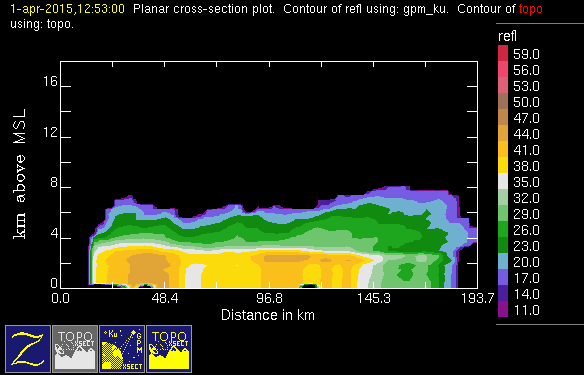 1-apr-2015,12:53:00 Planar cross-section plot. Contour of refl using: gpm_ku. Contour of topo
using: topo.
refl
59.0
56.0
53.0
50.0
47.0
44.0
41.0
38.0
35.0
32.0
29.0
26.0
23.0
20.0
17.0
14.0
11.0
km above MSL
16
12
8
4
0
0.0 48.4 96.8 145.3 193.7
Distance in km
Z
TOPO
XSECT
"Ku"
GPM
XSECT
TOPO
XSECT